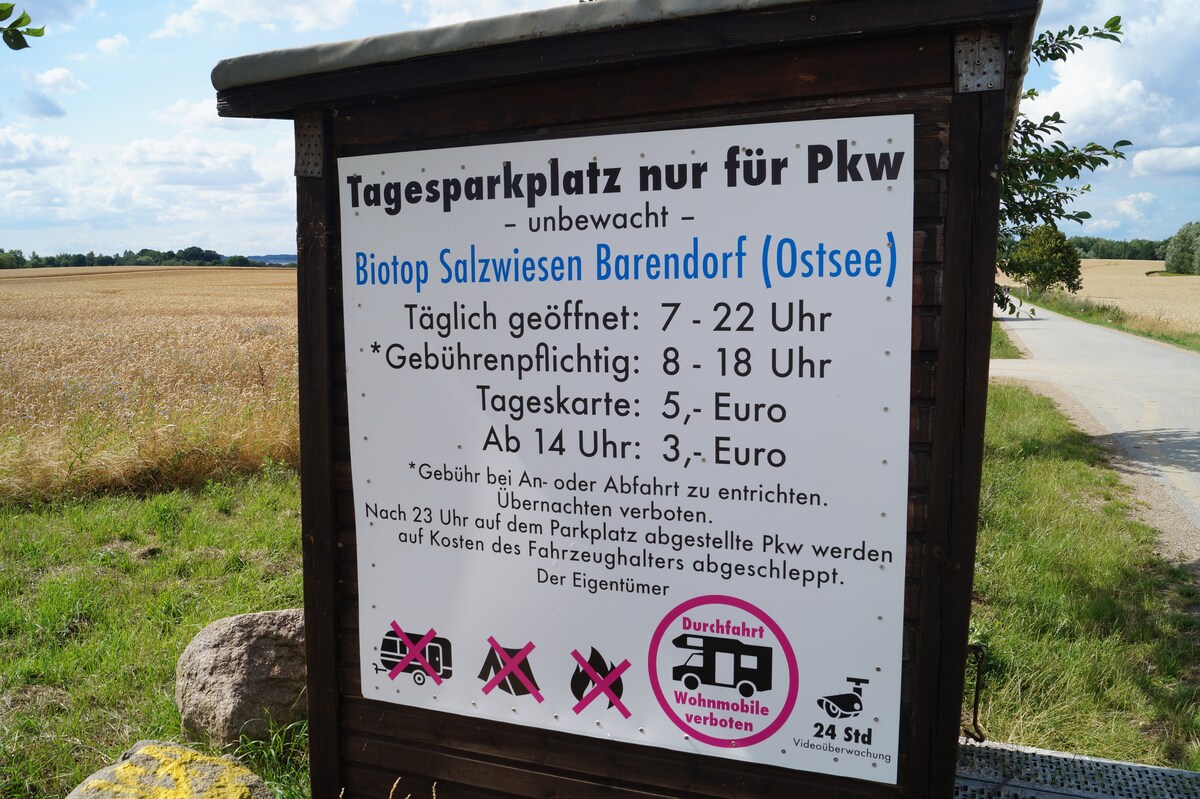 Tagesparkplatz nur für Pkw
– unbewacht –
Biotop Salzwiesen Barendorf (Ostsee)
Täglich geöffnet: 7 - 22 Uhr
*Gebührenpflichtig: 8 - 18 Uhr
Tageskarte: 5,- Euro
Ab 14 Uhr: 3,- Euro
*Gebühr bei An- oder Abfahrt zu entrichten.
Übernachten verboten.
Nach 23 Uhr auf dem Parkplatz abgestellte Pkw werden
auf Kosten des Fahrzeughalters abgeschleppt.
Der Eigentümer
Durchfahrt
Wohnmobile
verboten
24 Std
Videoüberwachung